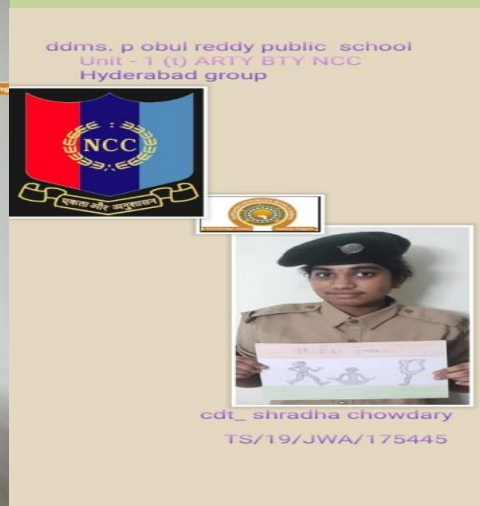 ddms. p obul reddy public school
Unit - 1 (t) ARTY BTY NCC
Hyderabad group
NCC
एकता और अनुशासन
cdt_ shradha chowdary
TS/19/JWA/175445